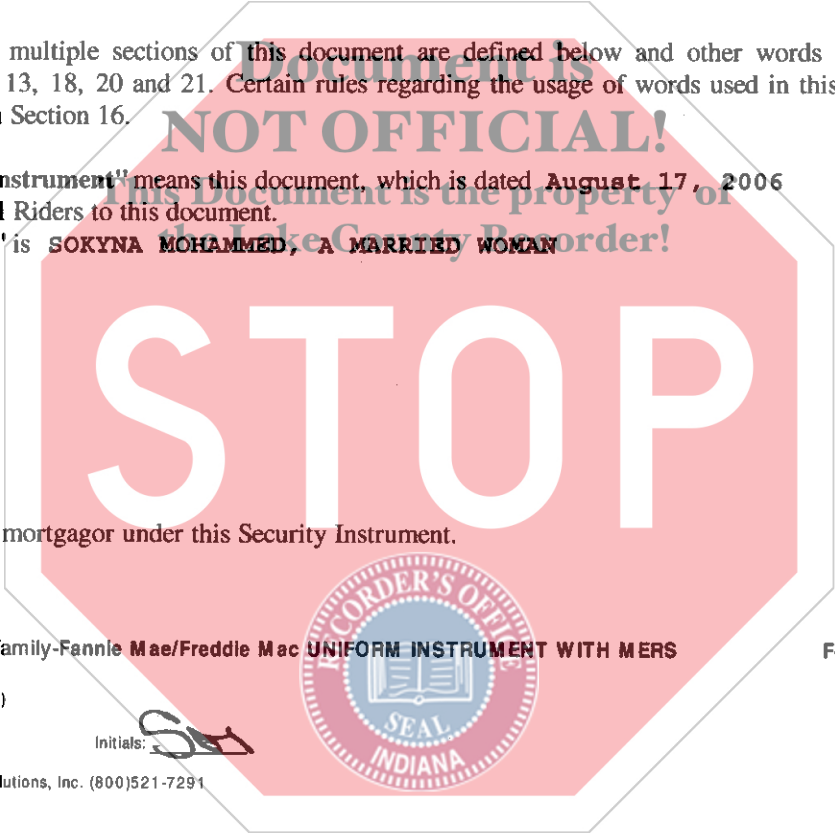 multiple sections of this document are defined below and other words
13, 18, 20 and 21. Certain rules regarding the usage of words used in this
Section 16.
Document is
NOT OFFICIAL!
This Document is the property of
the Lake County Recorder!
nstrument" means this document, which is dated August 17, 2006
Riders to this document.
" is SOKYNA MOHAMMED, A MARRIED WOMAN
STOP
mortgagor under this Security Instrument.
RECORDER'S OFFICE
SEAL
INDIANA
amily-Fannie Mae/Freddie Mac UNIFORM INSTRUMENT WITH MERS F
)
Initials:
lutions, Inc. (800)521-7291